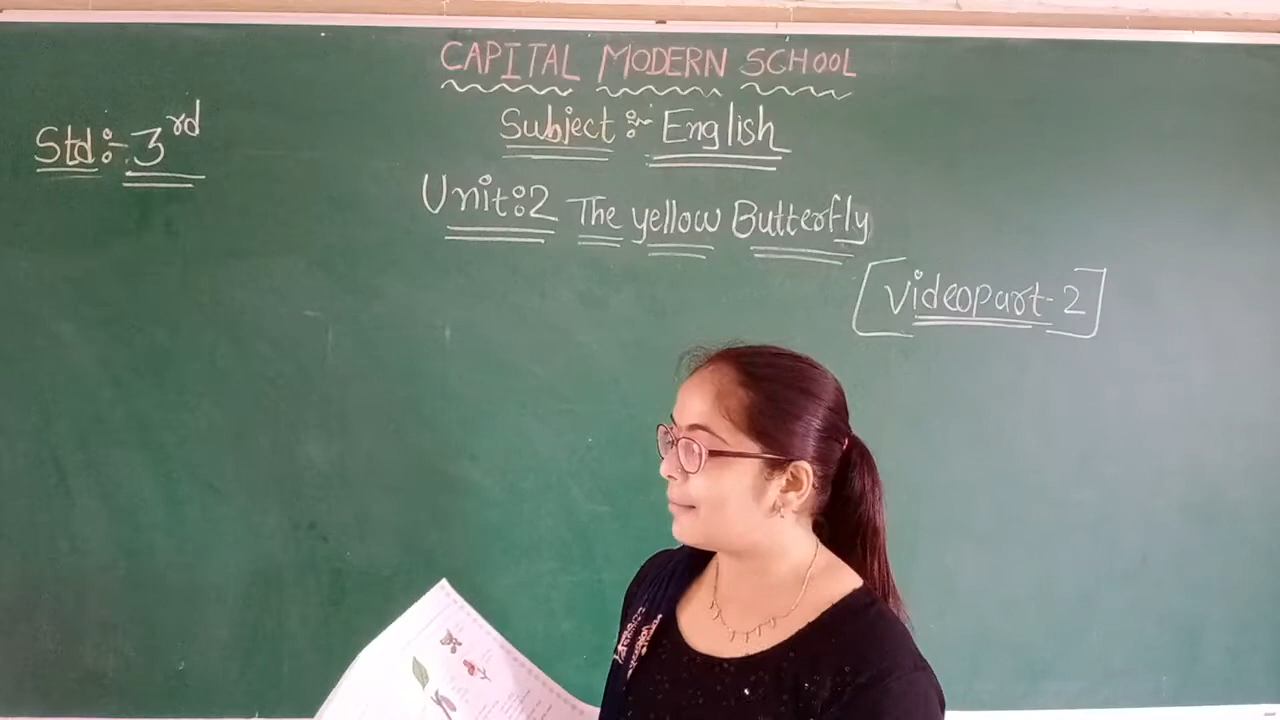 CAPITAL MODERN SCHOOL
Std:- 3rd
Subject :- English
Unit:2 The yellow Butterfly
[Videopart-2]